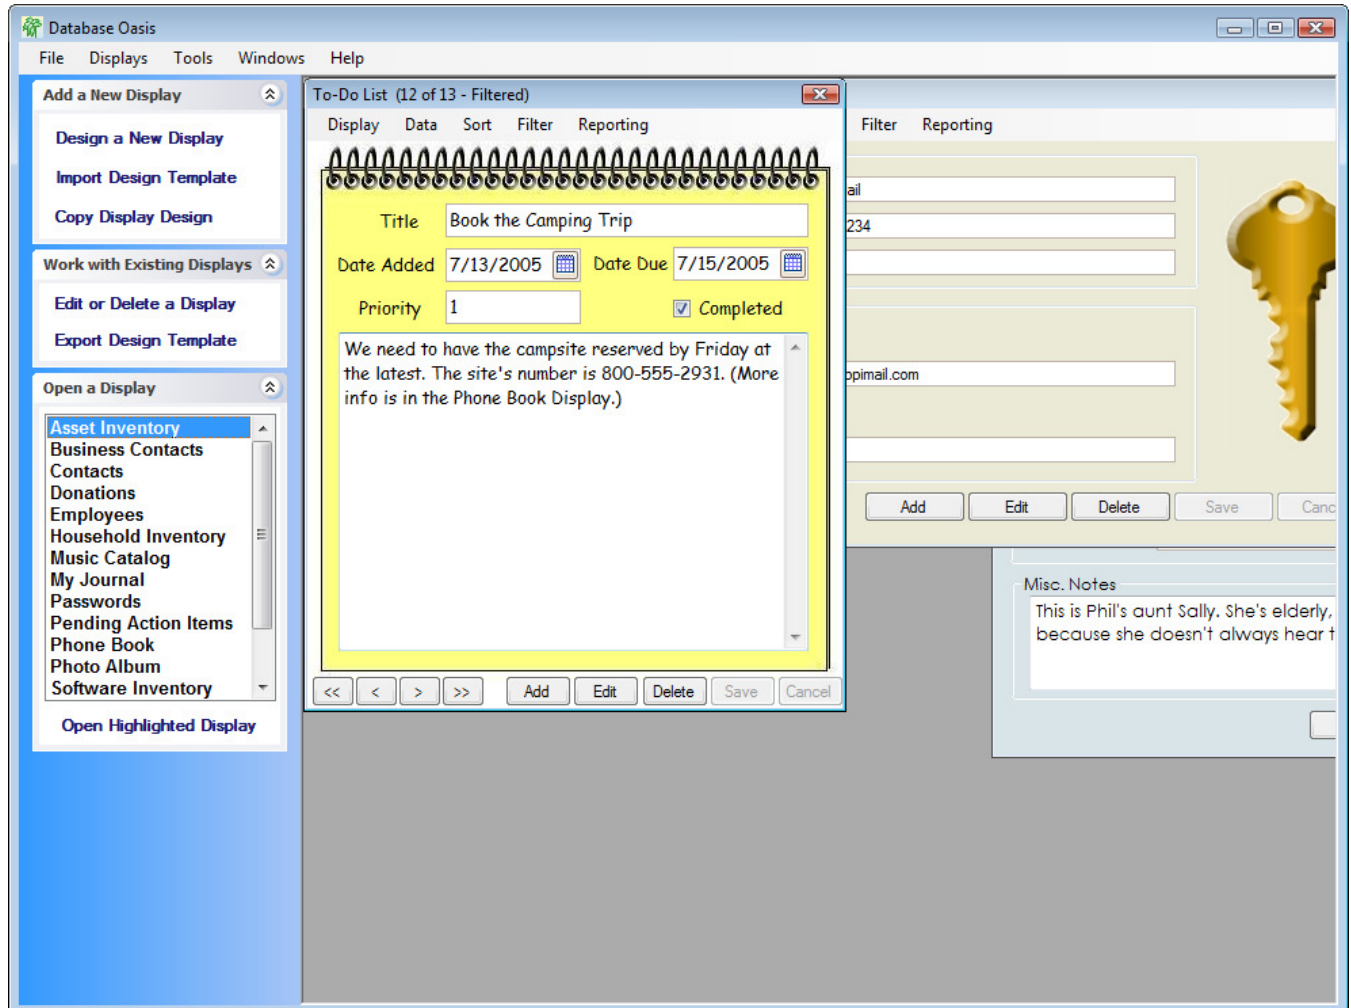 Database Oasis
File Displays Tools Windows Help
Add a New Display
Design a New Display
Import Design Template
Copy Display Design
Work with Existing Displays
Edit or Delete a Display
Export Design Template
Open a Display
Asset Inventory
Business Contacts
Contacts
Donations
Employees
Household Inventory
Music Catalog
My Journal
Passwords
Pending Action Items
Phone Book
Photo Album
Software Inventory
Open Highlighted Display
To-Do List (12 of 13 - Filtered)
Display Data Sort Filter Reporting
Title Book the Camping Trip
Date Added 7/13/2005 Date Due 7/15/2005
Priority 1 Completed
We need to have the campsite reserved by Friday at
the latest. The site's number is 800-555-2931. (More
info is in the Phone Book Display.)
<< < > >> Add Edit Delete Save Cancel
Filter Reporting
ail
234
opimail.com
Add Edit Delete Save Canc
Misc. Notes
This is Phil's aunt Sally. She's elderly,
because she doesn't always hear t